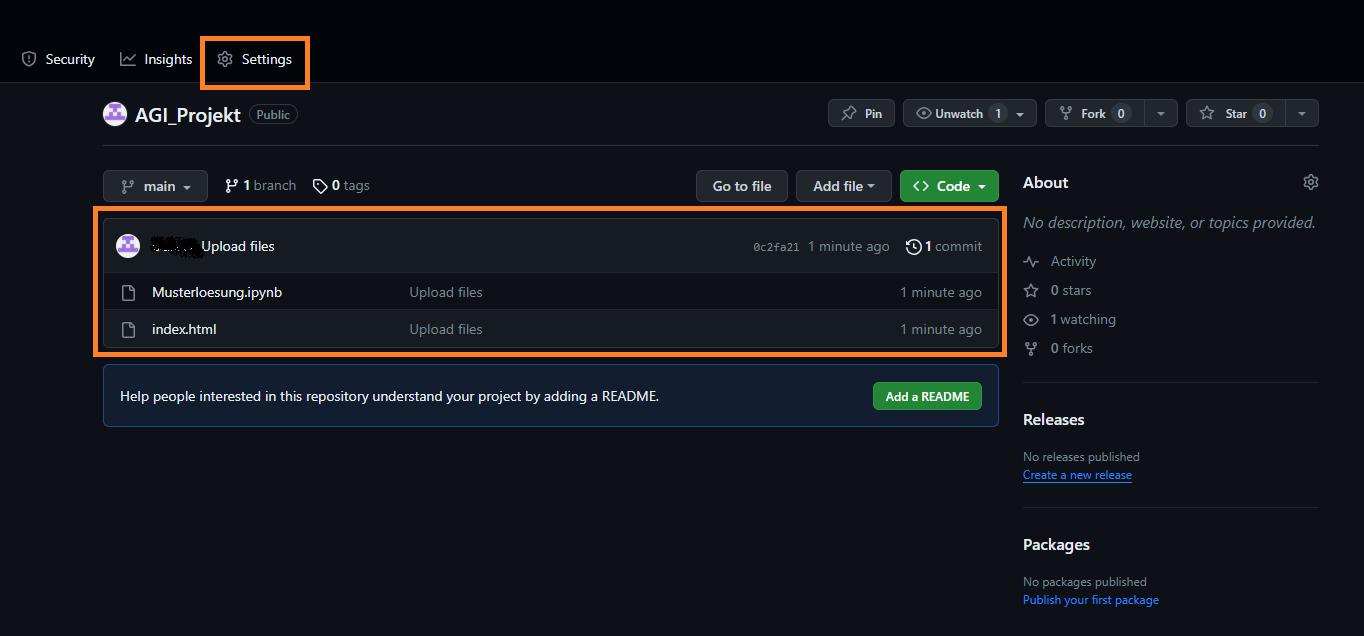 Security Insights Settings
AGI_Projekt Public Pin Unwatch 1 Fork 0 Star 0
main 1 branch 0 tags Go to file Add file Code
Upload files 0c2fa21 1 minute ago 1 commit
Musterloesung.ipynb Upload files 1 minute ago
index.html Upload files 1 minute ago
Help people interested in this repository understand your project by adding a README. Add a README
About
No description, website, or topics provided.
Activity
0 stars
1 watching
0 forks
Releases
No releases published
Create a new release
Packages
No packages published
Publish your first package